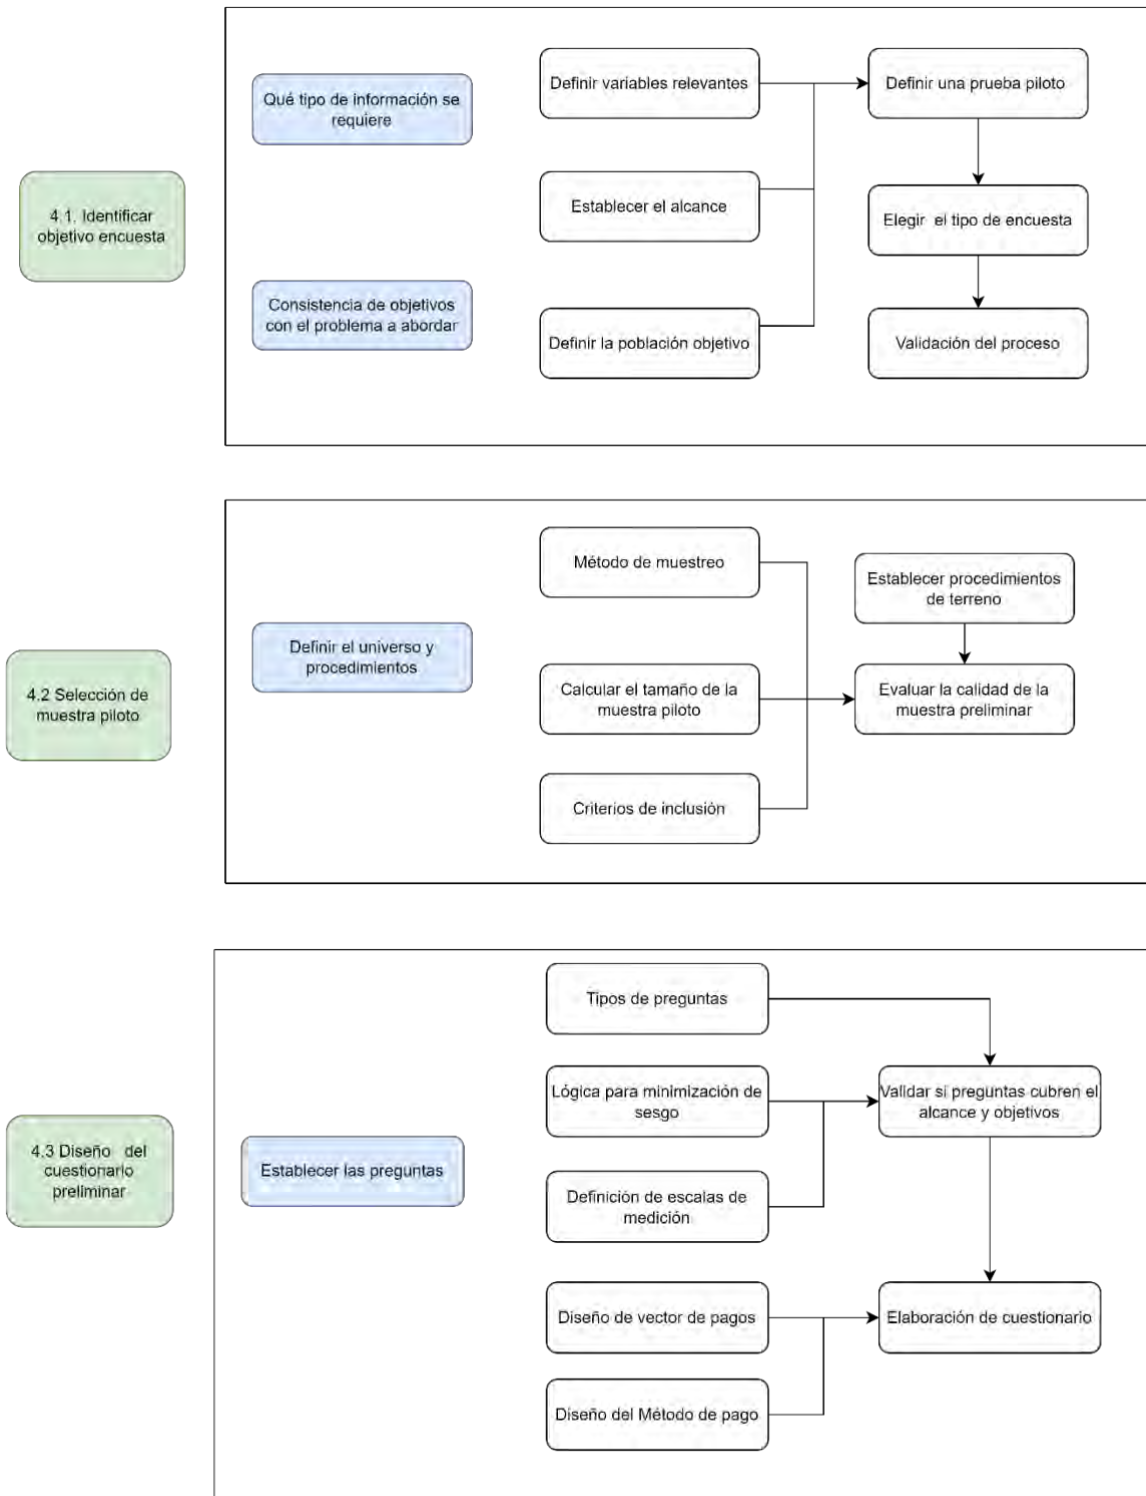 4.1. Identificar
objetivo encuesta
Qué tipo de información se
requiere
Consistencia de objetivos
con el problema a abordar
Definir variables relevantes
Establecer el alcance
Definir la población objetivo
Definir una prueba piloto
Elegir el tipo de encuesta
Validación del proceso
4.2 Selección de
muestra piloto
Definir el universo y
procedimientos
Método de muestreo
Calcular el tamaño de la
muestra piloto
Criterios de inclusión
Establecer procedimientos
de terreno
Evaluar la calidad de la
muestra preliminar
4.3 Diseño del
cuestionario
preliminar
Establecer las preguntas
Tipos de preguntas
Lógica para minimización de
sesgo
Definición de escalas de
medición
Diseño de vector de pagos
Diseño del Método de pago
Validar si preguntas cubren el
alcance y objetivos
Elaboración de cuestionario